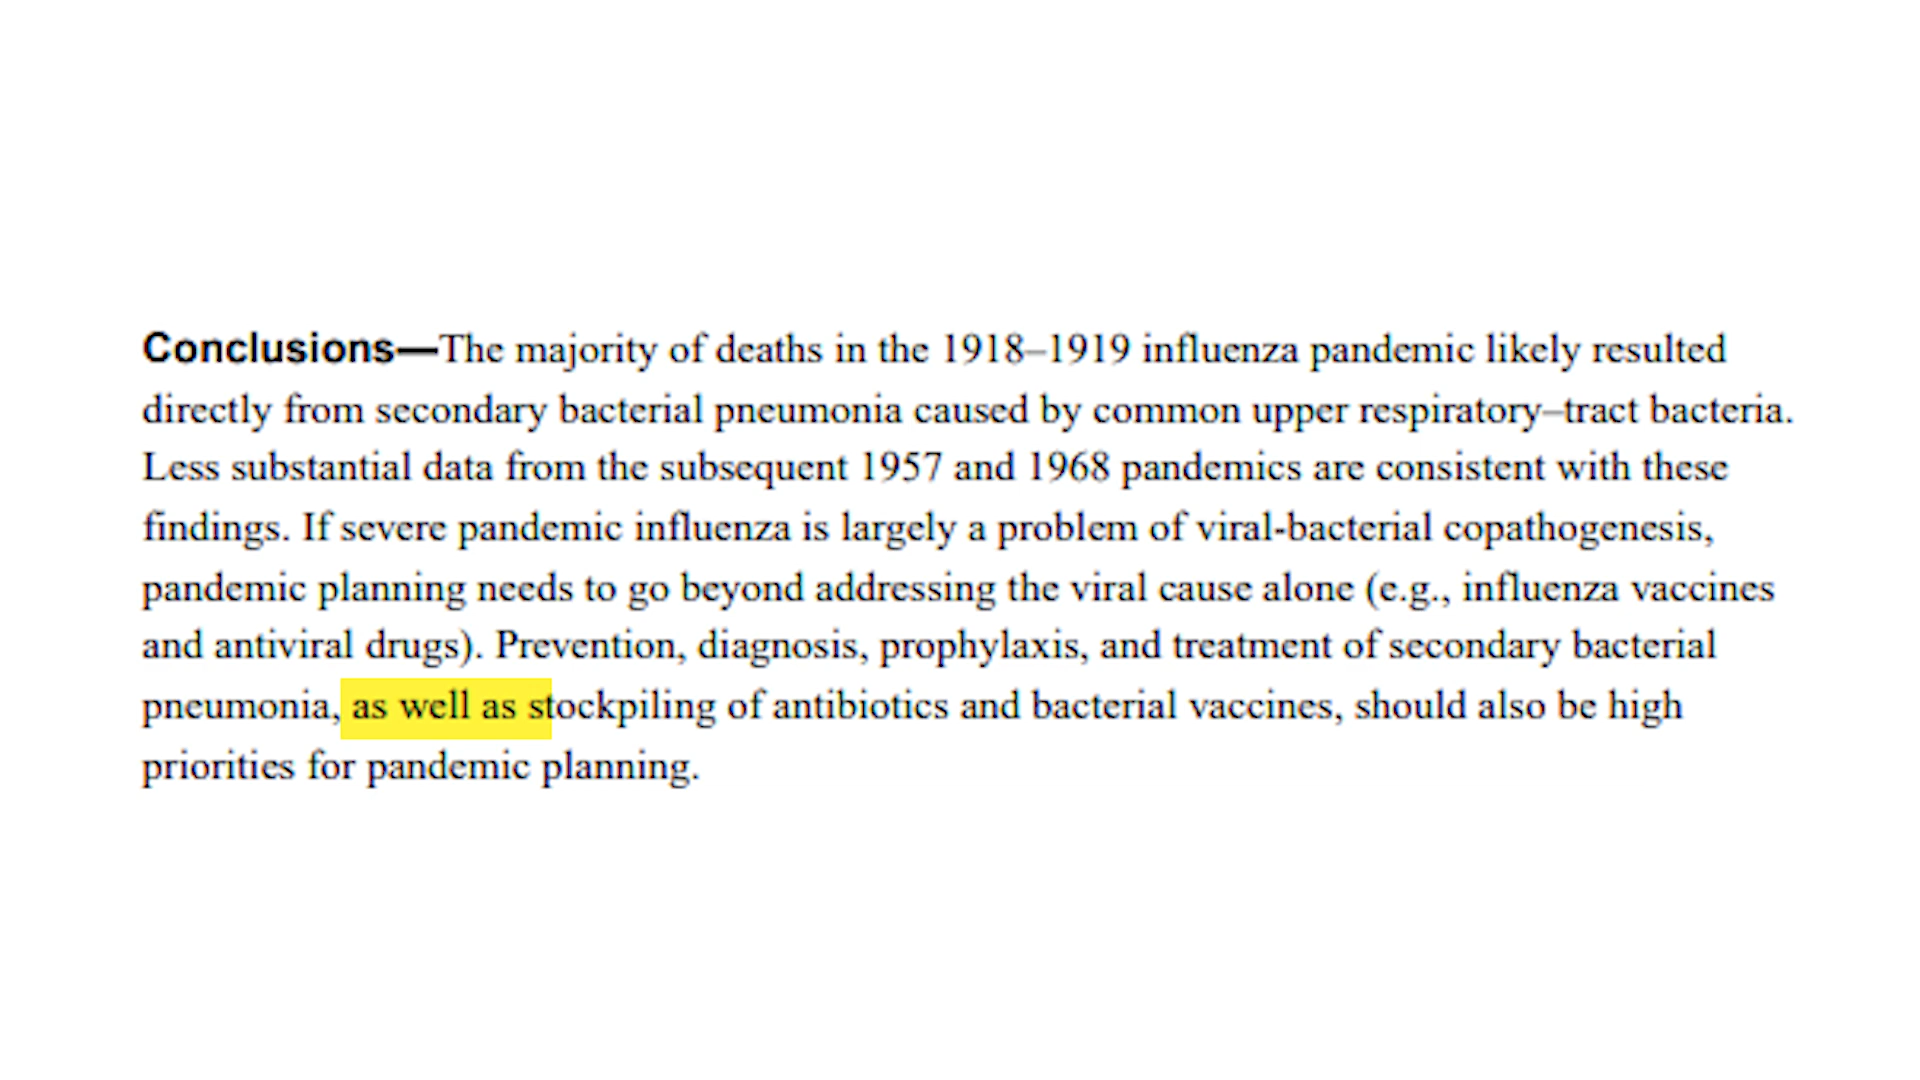 Conclusions—The majority of deaths in the 1918–1919 influenza pandemic likely resulted
directly from secondary bacterial pneumonia caused by common upper respiratory–tract bacteria.
Less substantial data from the subsequent 1957 and 1968 pandemics are consistent with these
findings. If severe pandemic influenza is largely a problem of viral-bacterial copathogenesis,
pandemic planning needs to go beyond addressing the viral cause alone (e.g., influenza vaccines
and antiviral drugs). Prevention, diagnosis, prophylaxis, and treatment of secondary bacterial
pneumonia, as well as stockpiling of antibiotics and bacterial vaccines, should also be high
priorities for pandemic planning.